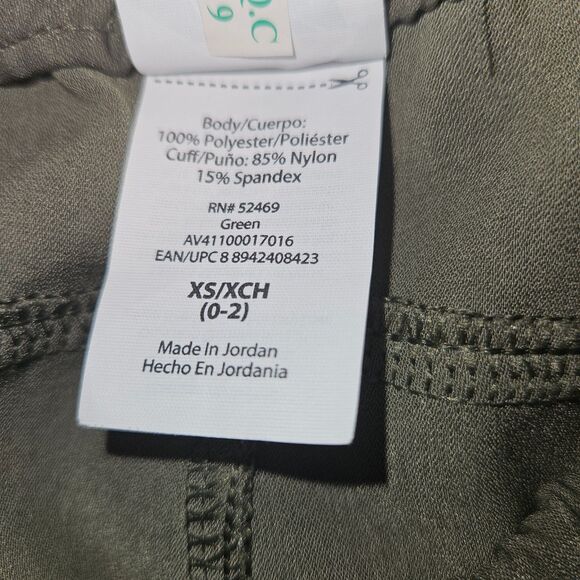 Q.C
9
Body/Cuerpo:
100% Polyester/Poliéster
Cuff/Puño: 85% Nylon
15% Spandex
RN# 52469
Green
AV41100017016
EAN/UPC 8 8942408423
XS/XCH
(0-2)
Made In Jordan
Hecho En Jordania